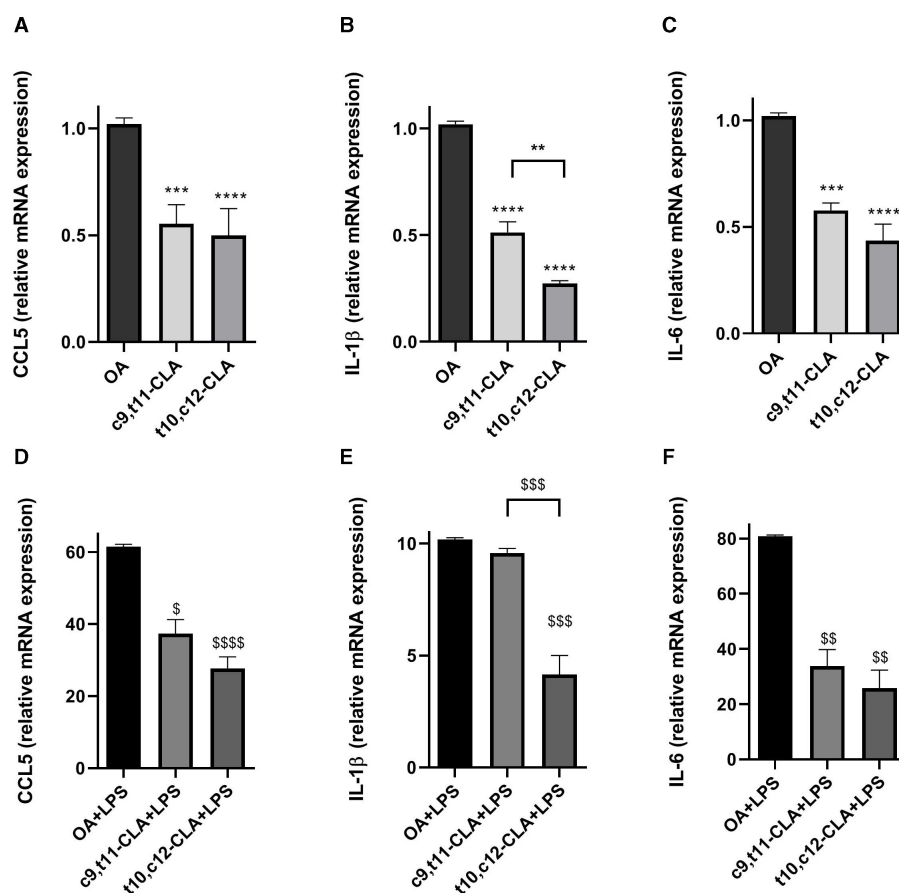 A
CCL5 (relative mRNA expression)
1.0
0.5
0.0
***
****
OA
c9,t11-CLA
t10,c12-CLA
B
IL-1β (relative mRNA expression)
1.0
0.5
0.0
**
****
****
OA
c9,t11-CLA
t10,c12-CLA
C
IL-6 (relative mRNA expression)
1.0
0.5
0.0
***
****
OA
c9,t11-CLA
t10,c12-CLA
D
CCL5 (relative mRNA expression)
60
40
20
0
$
$$$$
OA+LPS
c9,t11-CLA+LPS
t10,c12-CLA+LPS
E
IL-1β (relative mRNA expression)
10
5
0
$$$
$$$
OA+LPS
c9,t11-CLA+LPS
t10,c12-CLA+LPS
F
IL-6 (relative mRNA expression)
80
60
40
20
0
$$
$$
OA+LPS
c9,t11-CLA+LPS
t10,c12-CLA+LPS